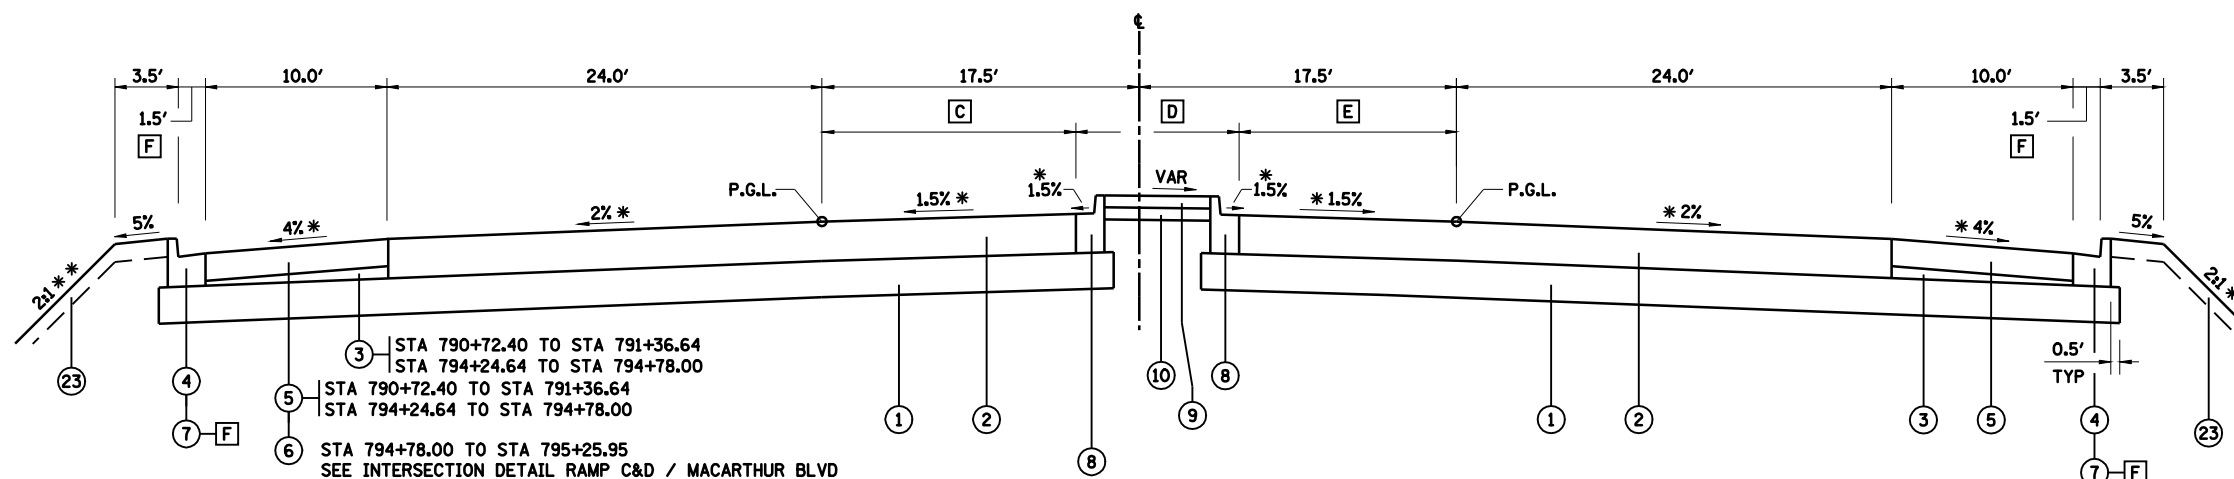 ℄
3.5' 10.0' 24.0' 17.5' 17.5' 24.0' 10.0' 3.5'
1.5' C D E 1.5'
F F
P.G.L. * 1.5% VAR * 1.5% P.G.L.
5% 4% * 2% * 1.5% * * 1.5% * 2% * 4% 5%
2:1 * * 2:1 *
0.5'
TYP
3 STA 790+72.40 TO STA 791+36.64
STA 794+24.64 TO STA 794+78.00
5 STA 790+72.40 TO STA 791+36.64
STA 794+24.64 TO STA 794+78.00
6 STA 794+78.00 TO STA 795+25.95
SEE INTERSECTION DETAIL RAMP C&D / MACARTHUR BLVD
23 4 10 8 23
1 2 9 1 2 3 5 4
7 F 8 7 F